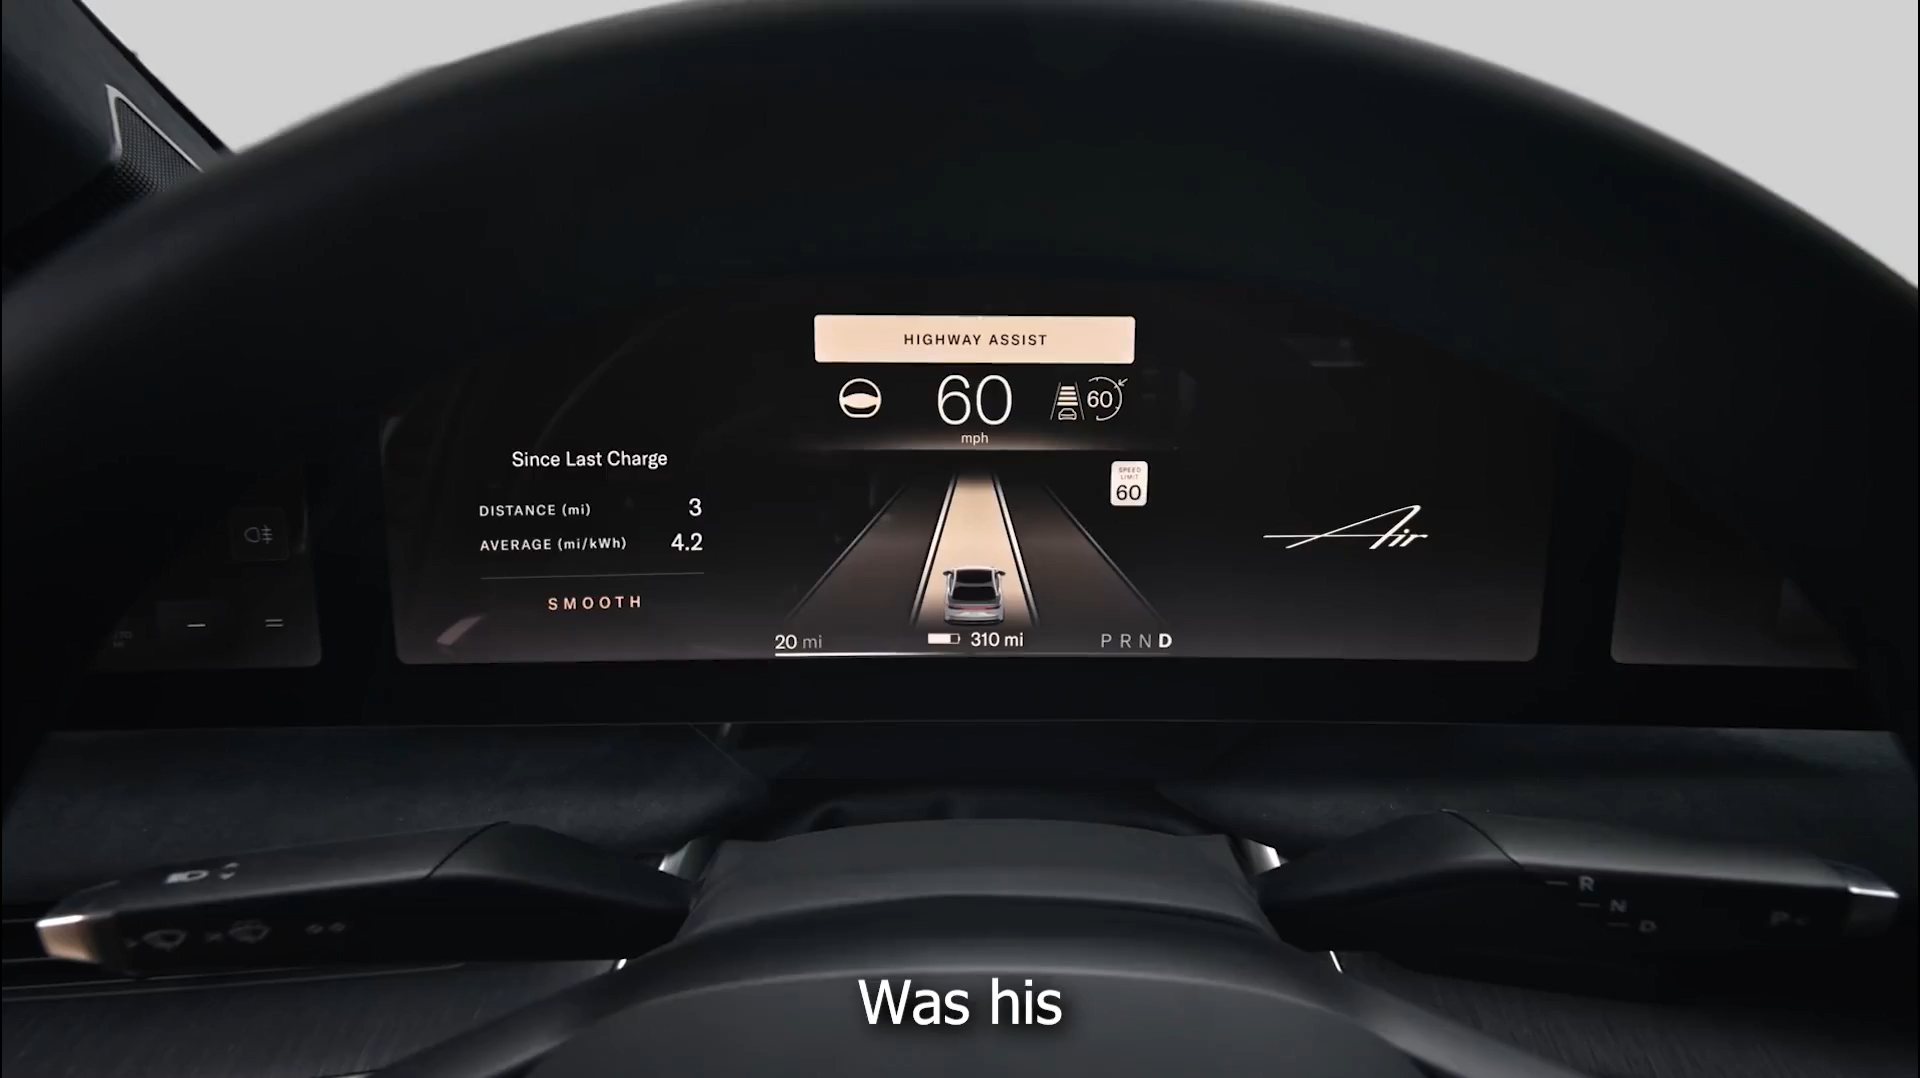 HIGHWAY ASSIST
60
60
mph
Since Last Charge
SPEED
LIMIT
60
DISTANCE (mi) 3
AVERAGE (mi/kWh) 4.2
Air
SMOOTH
20 mi
310 mi
P R N D
R
N
D
P
Was his